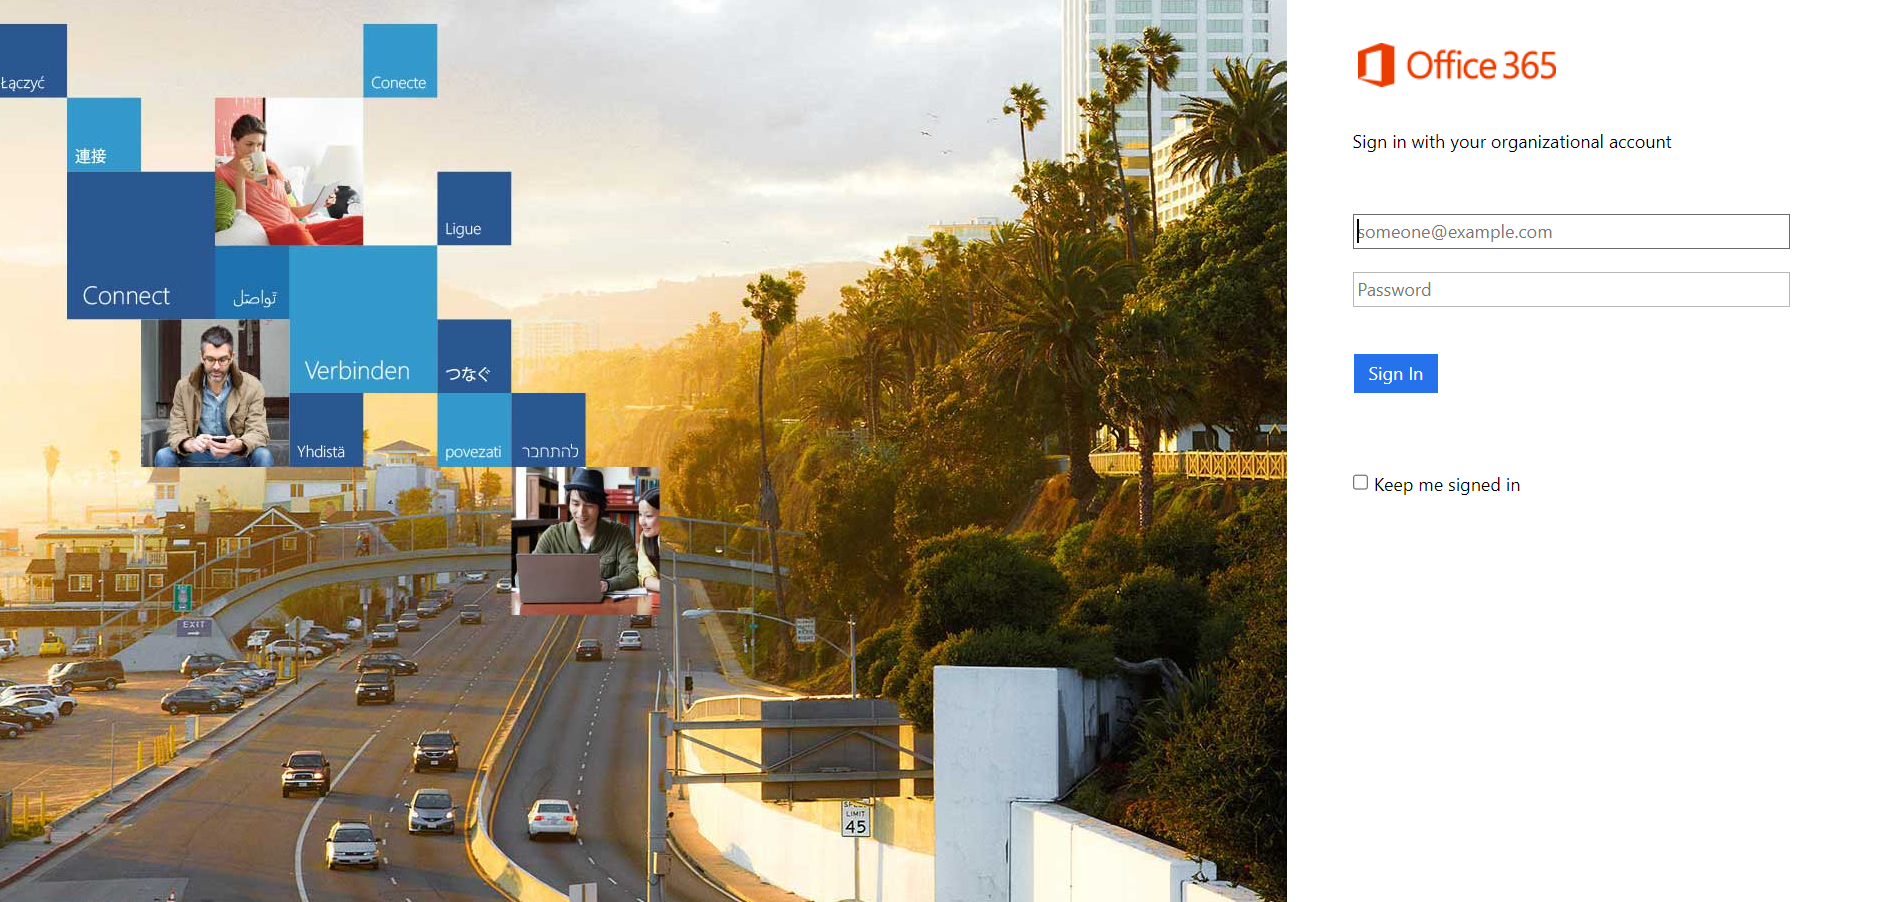 Łączyć
Conecte
連接
Ligue
Connect
تواصَل
Verbinden
つなぐ
Yhdistä
povezati
להתחבר
EXIT
SPEED
LIMIT
45
Office 365
Sign in with your organizational account
someone@example.com
Password
Sign In
Keep me signed in